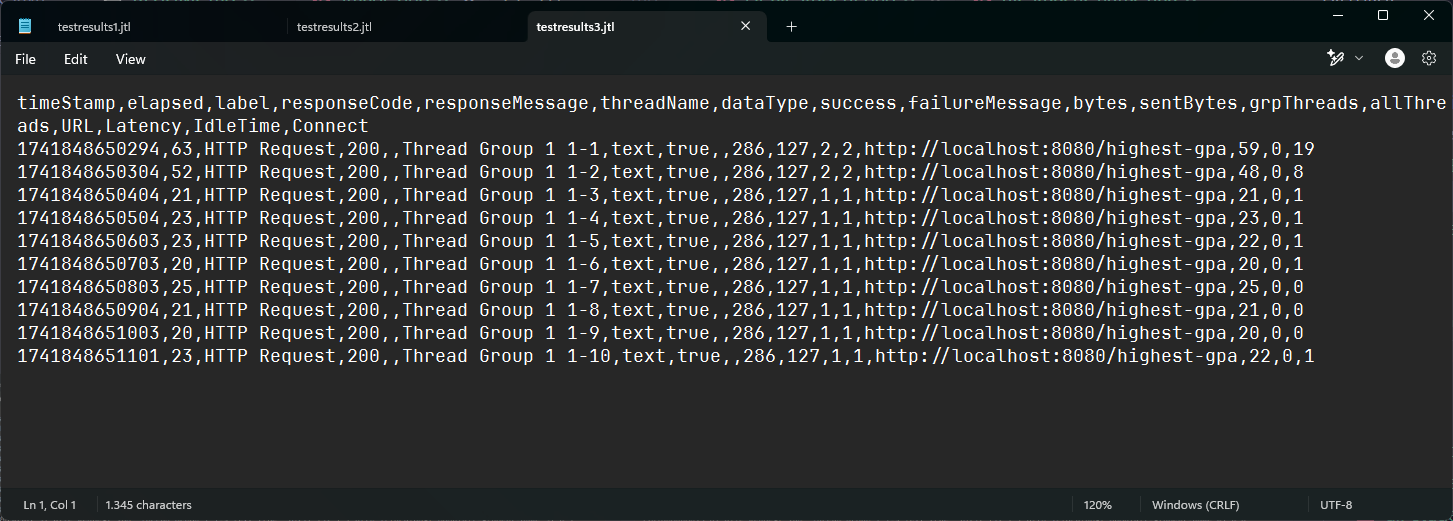 testresults1.jtl
testresults2.jtl
testresults3.jtl
File
Edit
View
timeStamp,elapsed,label,responseCode,responseMessage,threadName,dataType,success,failureMessage,bytes,sentBytes,grpThreads,allThre
ads,URL,Latency,IdleTime,Connect
1741848650294,63,HTTP Request,200,,Thread Group 1 1-1,text,true,,286,127,2,2,http://localhost:8080/highest-gpa,59,0,19
1741848650304,52,HTTP Request,200,,Thread Group 1 1-2,text,true,,286,127,2,2,http://localhost:8080/highest-gpa,48,0,8
1741848650404,21,HTTP Request,200,,Thread Group 1 1-3,text,true,,286,127,1,1,http://localhost:8080/highest-gpa,21,0,1
1741848650504,23,HTTP Request,200,,Thread Group 1 1-4,text,true,,286,127,1,1,http://localhost:8080/highest-gpa,23,0,1
1741848650603,23,HTTP Request,200,,Thread Group 1 1-5,text,true,,286,127,1,1,http://localhost:8080/highest-gpa,22,0,1
1741848650703,20,HTTP Request,200,,Thread Group 1 1-6,text,true,,286,127,1,1,http://localhost:8080/highest-gpa,20,0,1
1741848650803,25,HTTP Request,200,,Thread Group 1 1-7,text,true,,286,127,1,1,http://localhost:8080/highest-gpa,25,0,0
1741848650904,21,HTTP Request,200,,Thread Group 1 1-8,text,true,,286,127,1,1,http://localhost:8080/highest-gpa,21,0,0
1741848651003,20,HTTP Request,200,,Thread Group 1 1-9,text,true,,286,127,1,1,http://localhost:8080/highest-gpa,20,0,0
1741848651101,23,HTTP Request,200,,Thread Group 1 1-10,text,true,,286,127,1,1,http://localhost:8080/highest-gpa,22,0,1
Ln 1, Col 1
1.345 characters
120%
Windows (CRLF)
UTF-8